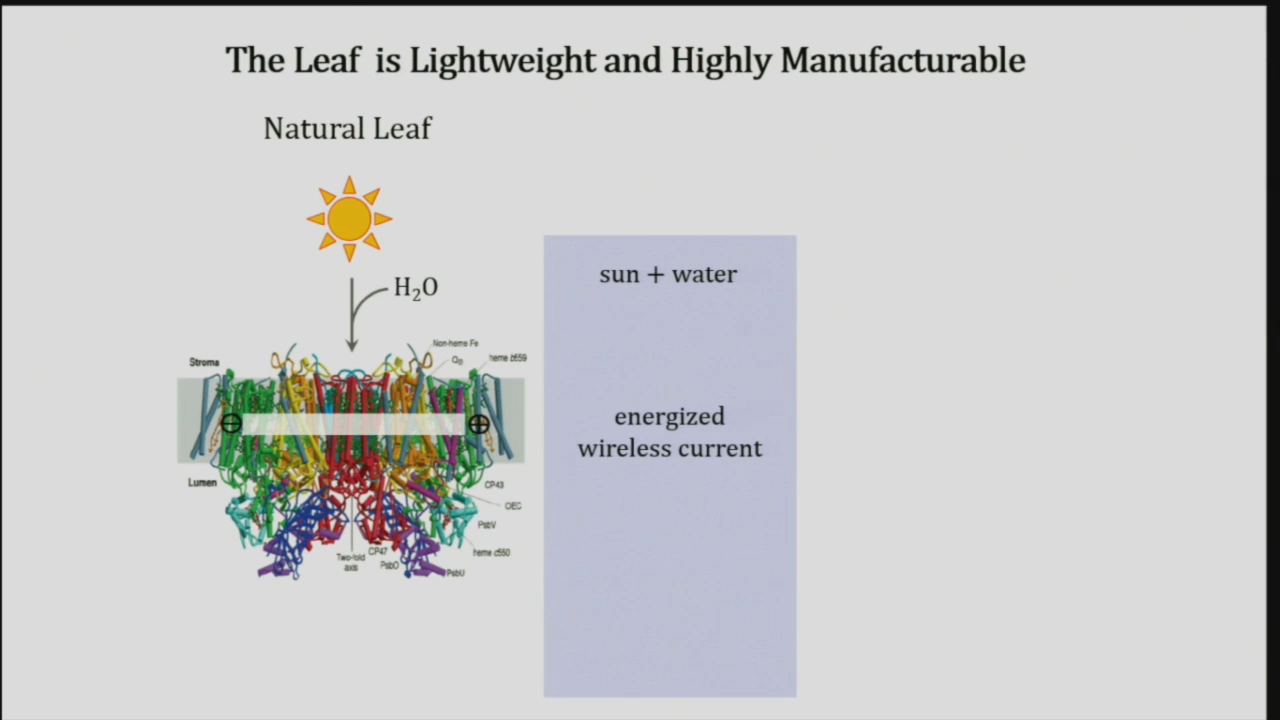 The Leaf is Lightweight and Highly Manufacturable
Natural Leaf
H₂O
sun + water
Non-heme Fe
Q_B
heme b559
Stroma
energized
wireless current
Lumen
CP43
OEC
PsbV
heme c550
Two-fold
axis
CP47
PsbO
PsbU